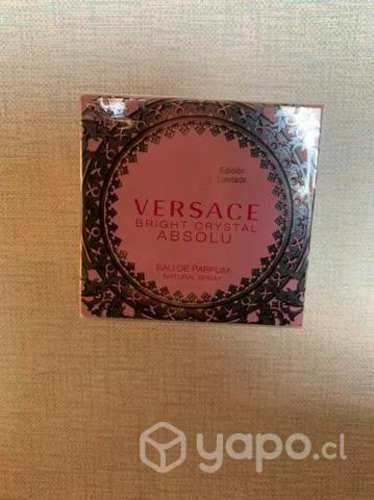 Edición
Limitada
VERSACE
BRIGHT CRYSTAL
ABSOLU
EAU DE PARFUM
NATURAL SPRAY
yapo.cl